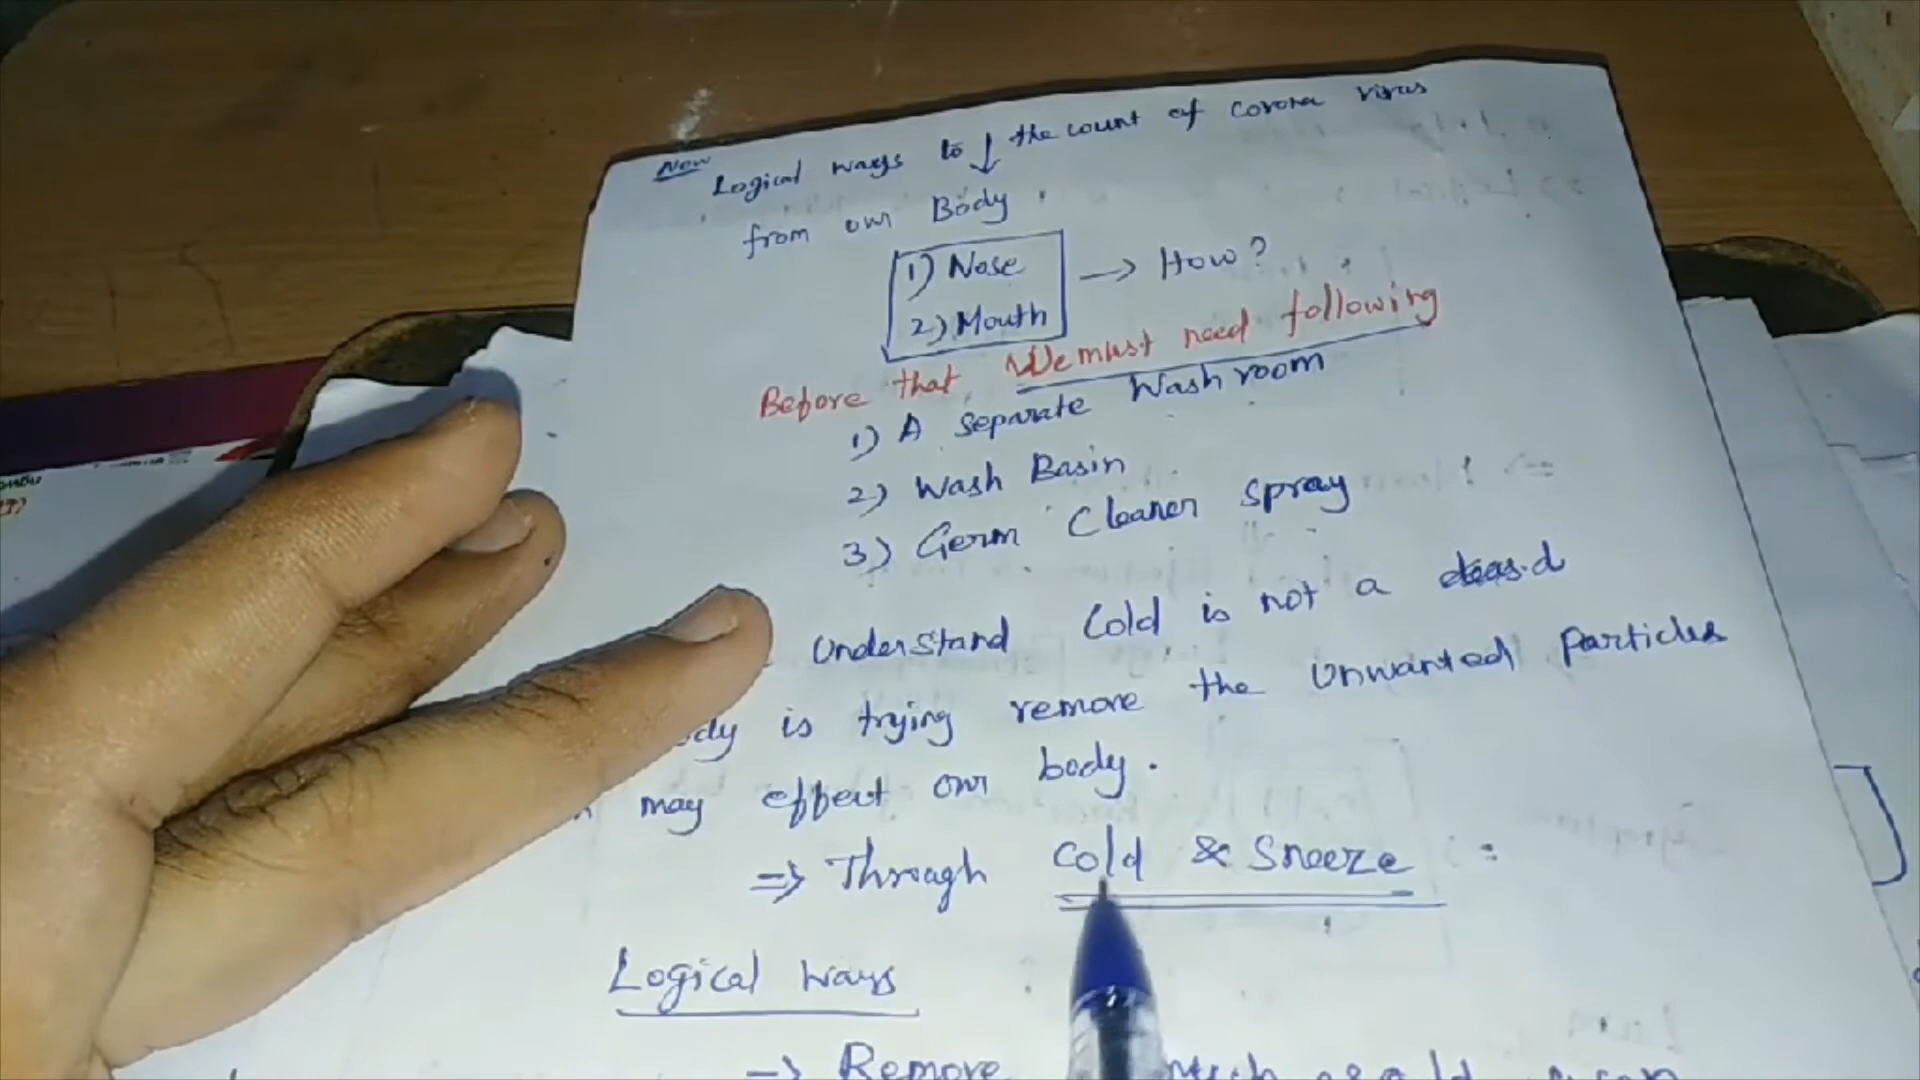 Now Logical ways to ↓ the count of corona virus
from our Body
1) Nose → How?
2) Mouth
Before that, We must need following
1) A separate Wash room
2) Wash Basin
3) Germ Cleaner spray
Understand Cold is not a
is trying remove the Unwanted particles
may effect our body.
=> Through Cold & Sneeze
Logical ways
→ Remove